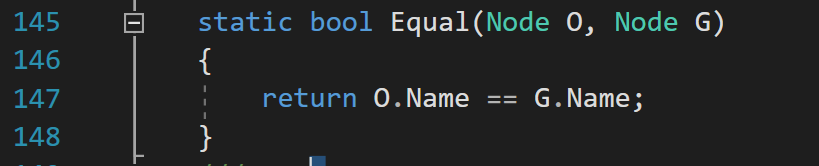 145 static bool Equal(Node O, Node G)
146 {
147 return O.Name == G.Name;
148 }